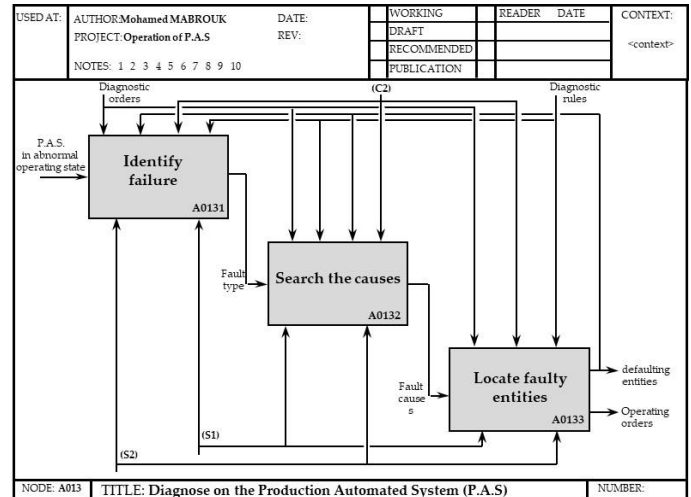 USED AT:
AUTHOR:Mohamed MABROUK
DATE:
PROJECT:Operation of P.A.S
REV:
NOTES: 1 2 3 4 5 6 7 8 9 10
WORKING
DRAFT
RECOMMENDED
PUBLICATION
READER DATE
CONTEXT:
<context>
Diagnostic
orders
(C2)
Diagnostic
rules
P.A.S.
in abnormal
operating state
Identify
failure
A0131
Fault
type
Search the causes
A0132
Fault
cause
s
Locate faulty
entities
A0133
defaulting
entities
Operating
orders
(S1)
(S2)
NODE: A013
TITLE: Diagnose on the Production Automated System (P.A.S)
NUMBER: